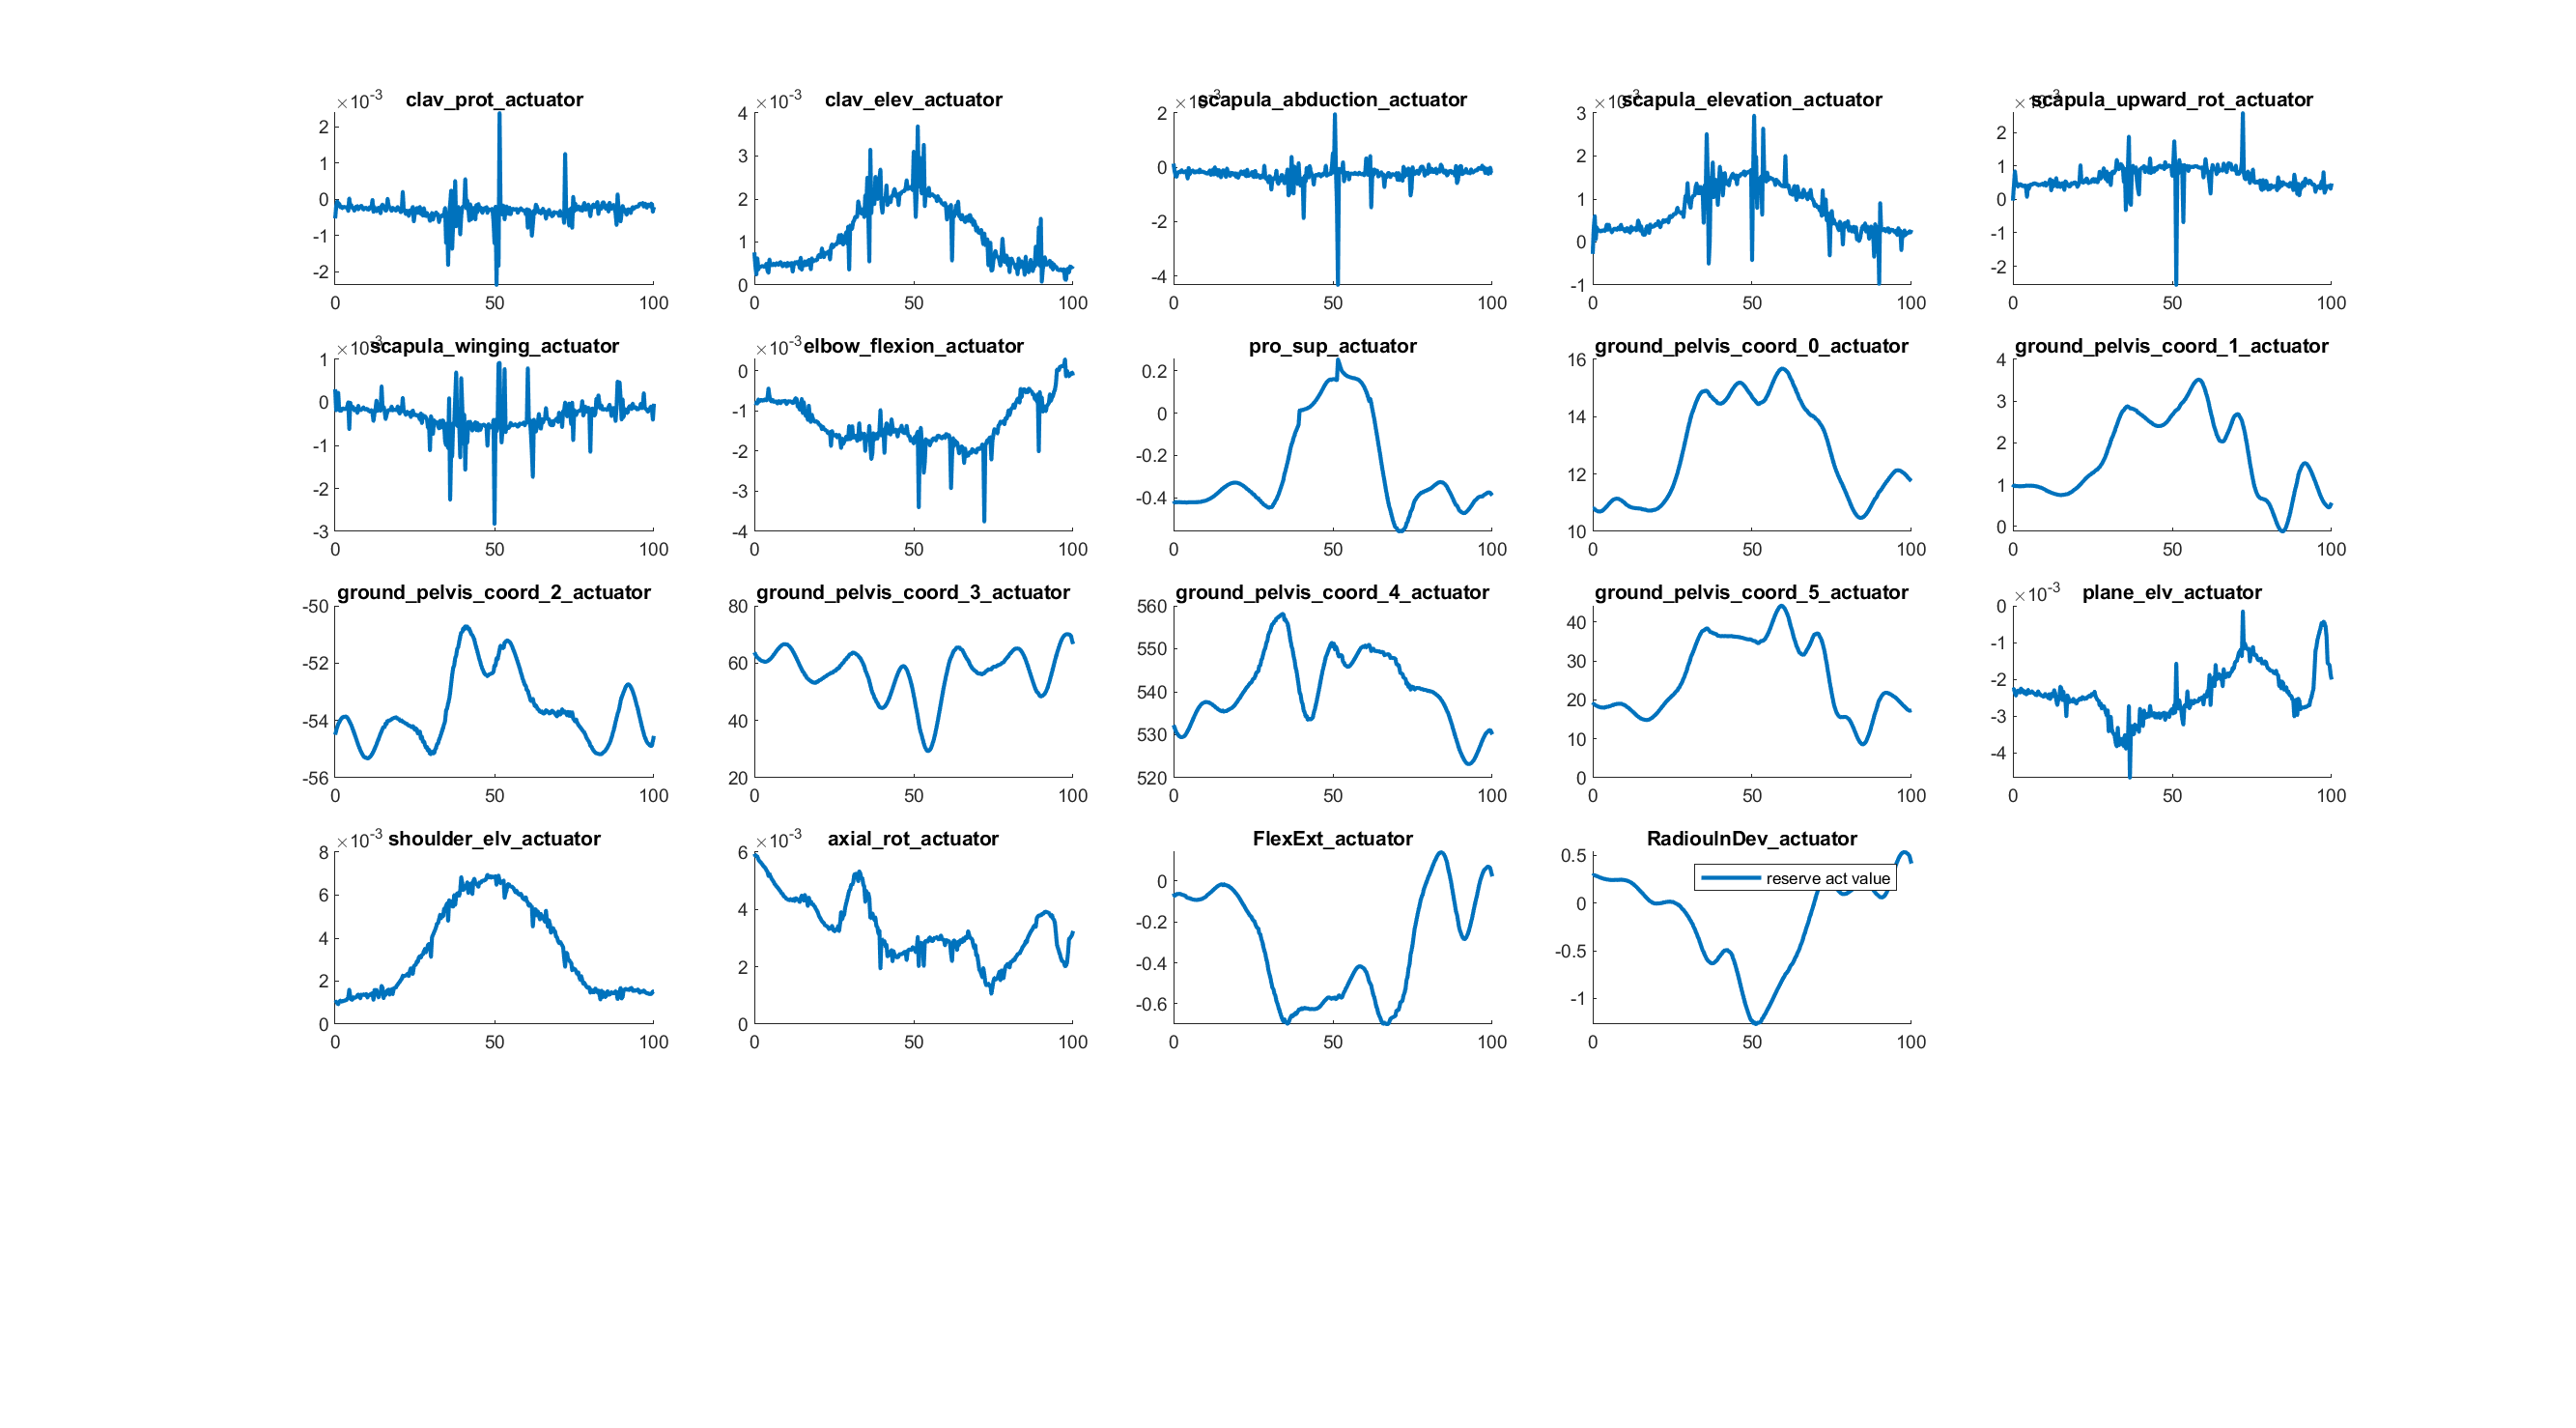 ×10-3 clav_prot_actuator
2
1
0
-1
-2
0 50 100
×10-3 clav_elev_actuator
4
3
2
1
0
0 50 100
×10-3 scapula_abduction_actuator
2
0
-2
-4
0 50 100
×10-3 scapula_elevation_actuator
3
2
1
0
-1
0 50 100
×10-3 scapula_upward_rot_actuator
2
1
0
-1
-2
0 50 100
×10-3 scapula_winging_actuator
1
0
-1
-2
-3
0 50 100
×10-3 elbow_flexion_actuator
0
-1
-2
-3
-4
0 50 100
pro_sup_actuator
0.2
0
-0.2
-0.4
0 50 100
ground_pelvis_coord_0_actuator
16
14
12
10
0 50 100
ground_pelvis_coord_1_actuator
4
3
2
1
0
0 50 100
ground_pelvis_coord_2_actuator
-50
-52
-54
-56
0 50 100
ground_pelvis_coord_3_actuator
80
60
40
20
0 50 100
ground_pelvis_coord_4_actuator
560
550
540
530
520
0 50 100
ground_pelvis_coord_5_actuator
40
30
20
10
0
0 50 100
×10-3 plane_elv_actuator
0
-1
-2
-3
-4
0 50 100
×10-3 shoulder_elv_actuator
8
6
4
2
0
0 50 100
×10-3 axial_rot_actuator
6
4
2
0
0 50 100
FlexExt_actuator
0
-0.2
-0.4
-0.6
0 50 100
RadioulnDev_actuator
0.5
reserve act value
0
-0.5
-1
0 50 100